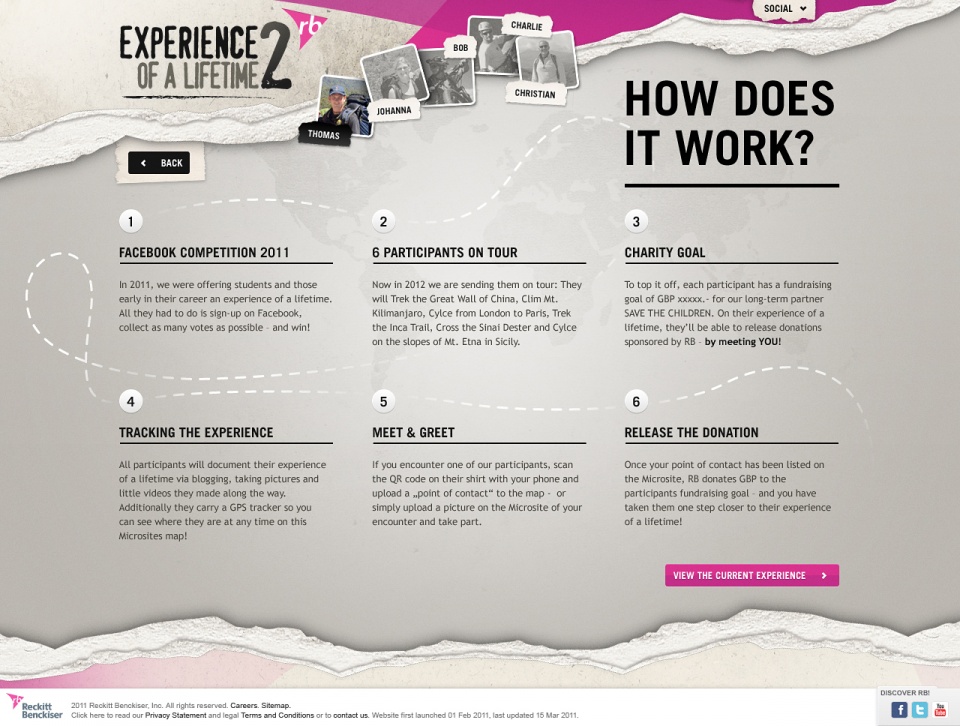 SOCIAL
EXPERIENCE 2
OF A LIFETIME
rb
CHARLIE
BOB
CHRISTIAN
JOHANNA
THOMAS
HOW DOES
IT WORK?
BACK
1
FACEBOOK COMPETITION 2011
In 2011, we were offering students and those
early in their career an experience of a lifetime.
All they had to do is sign-up on Facebook,
collect as many votes as possible – and win!
2
6 PARTICIPANTS ON TOUR
Now in 2012 we are sending them on tour: They
will Trek the Great Wall of China, Clim Mt.
Kilimanjaro, Cylce from London to Paris, Trek
the Inca Trail, Cross the Sinai Dester and Cylce
on the slopes of Mt. Etna in Sicily.
3
CHARITY GOAL
To top it off, each participant has a fundraising
goal of GBP xxxxx.- for our long-term partner
SAVE THE CHILDREN. On their experience of a
lifetime, they'll be able to release donations
sponsored by RB – by meeting YOU!
4
TRACKING THE EXPERIENCE
All participants will document their experience
of a lifetime via blogging, taking pictures and
little videos they made along the way.
Additionally they carry a GPS tracker so you
can see where they are at any time on this
Microsites map!
5
MEET & GREET
If you encounter one of our participants, scan
the QR code on their shirt with your phone and
upload a „point of contact“ to the map - or
simply upload a picture on the Microsite of your
encounter and take part.
6
RELEASE THE DONATION
Once your point of contact has been listed on
the Microsite, RB donates GBP to the
participants fundraising goal – and you have
taken them one step closer to their experience
of a lifetime!
VIEW THE CURRENT EXPERIENCE
rb
Reckitt
Benckiser
2011 Reckitt Benckiser, Inc. All rights reserved. Careers. Sitemap.
Click here to read our Privacy Statement and legal Terms and Conditions or to contact us. Website first launched 01 Feb 2011, last updated 15 Mar 2011.
DISCOVER RB!
You Tube